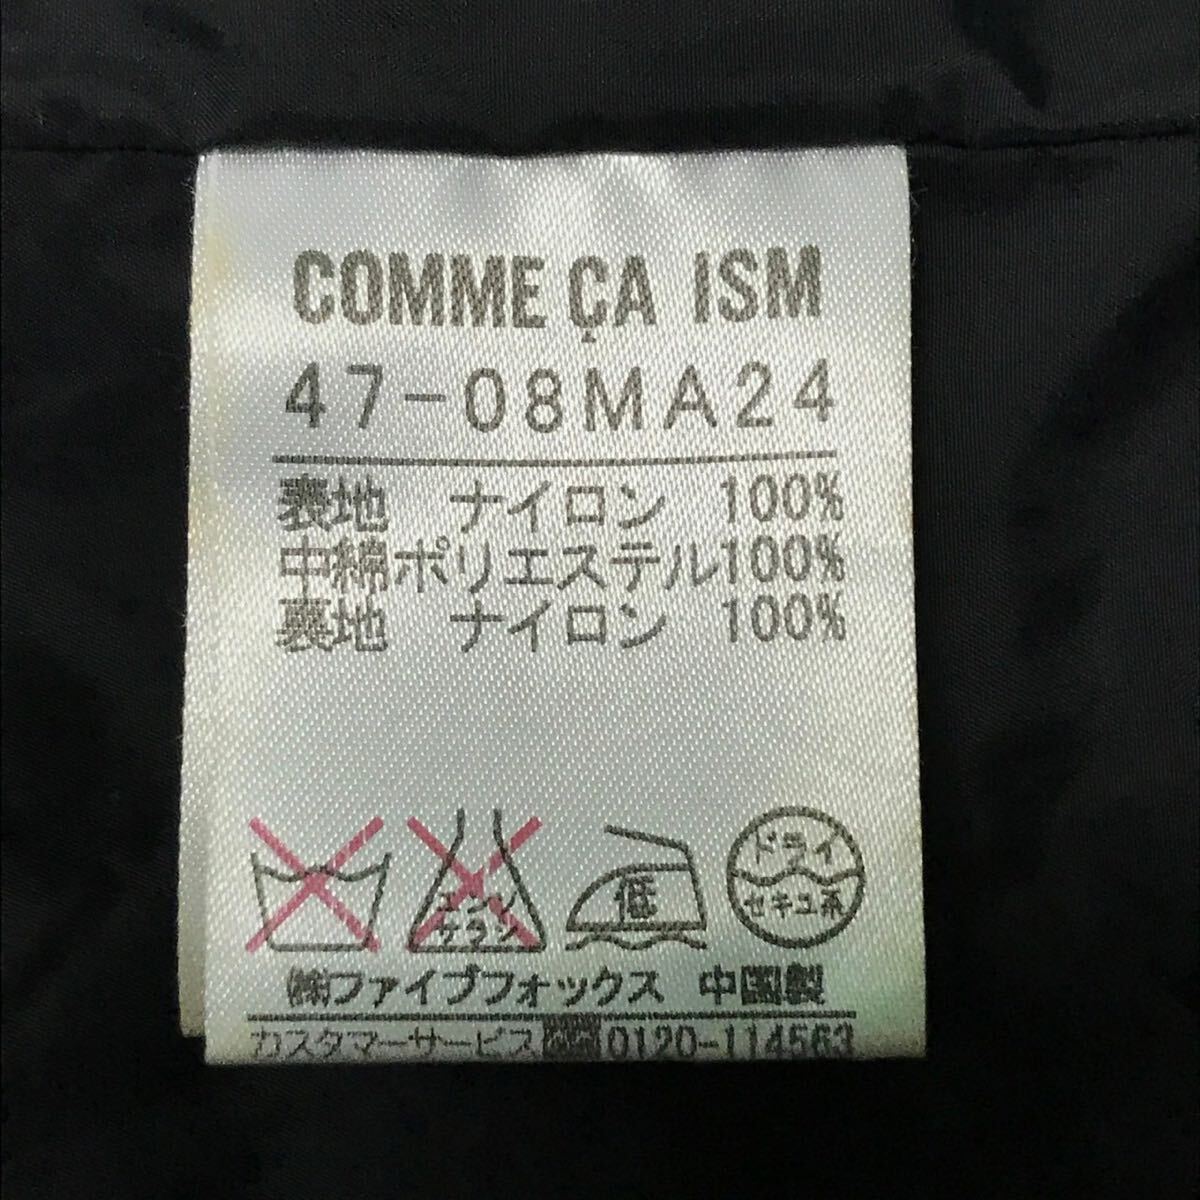 COMME ÇA ISM
47-08MA24
表地 ナイロン 100%
中綿ポリエステル100%
裏地 ナイロン 100%
エンソ
サラシ
低
ドライ
セキユ系
㈱ファイブフォックス 中国製
カスタマーサービス 0120-114563